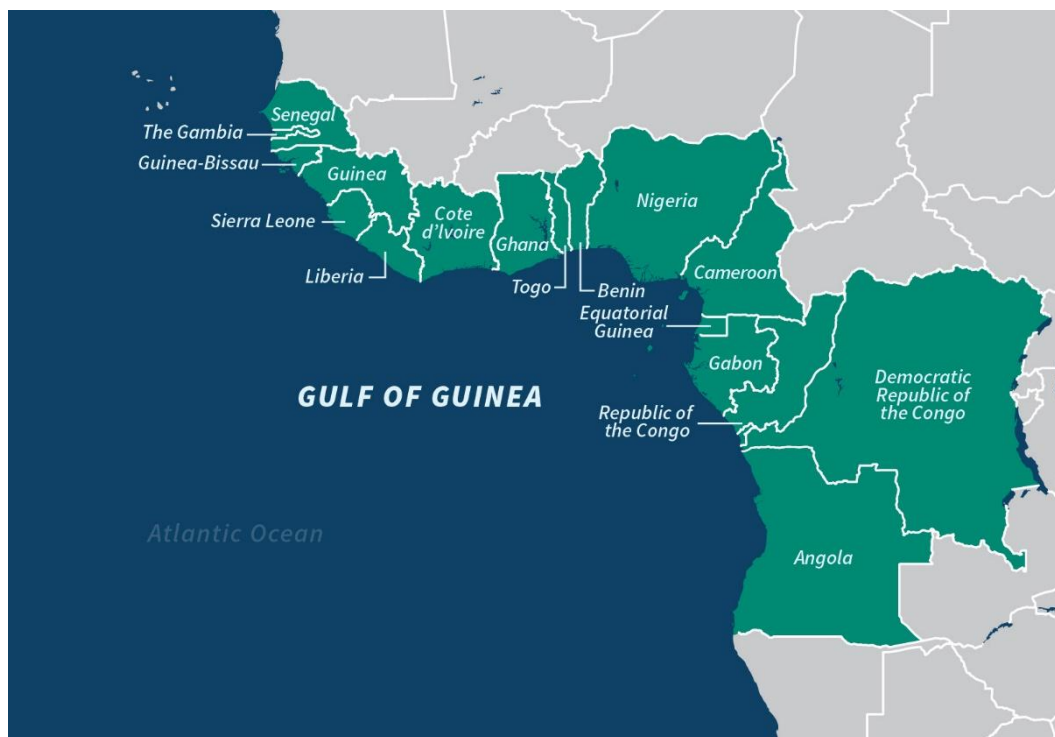 Senegal
The Gambia
Guinea-Bissau
Guinea
Sierra Leone
Liberia
Cote
d'Ivoire
Ghana
Togo
Benin
Nigeria
Cameroon
Equatorial
Guinea
Gabon
Republic of
the Congo
Democratic
Republic of
the Congo
GULF OF GUINEA
Atlantic Ocean
Angola